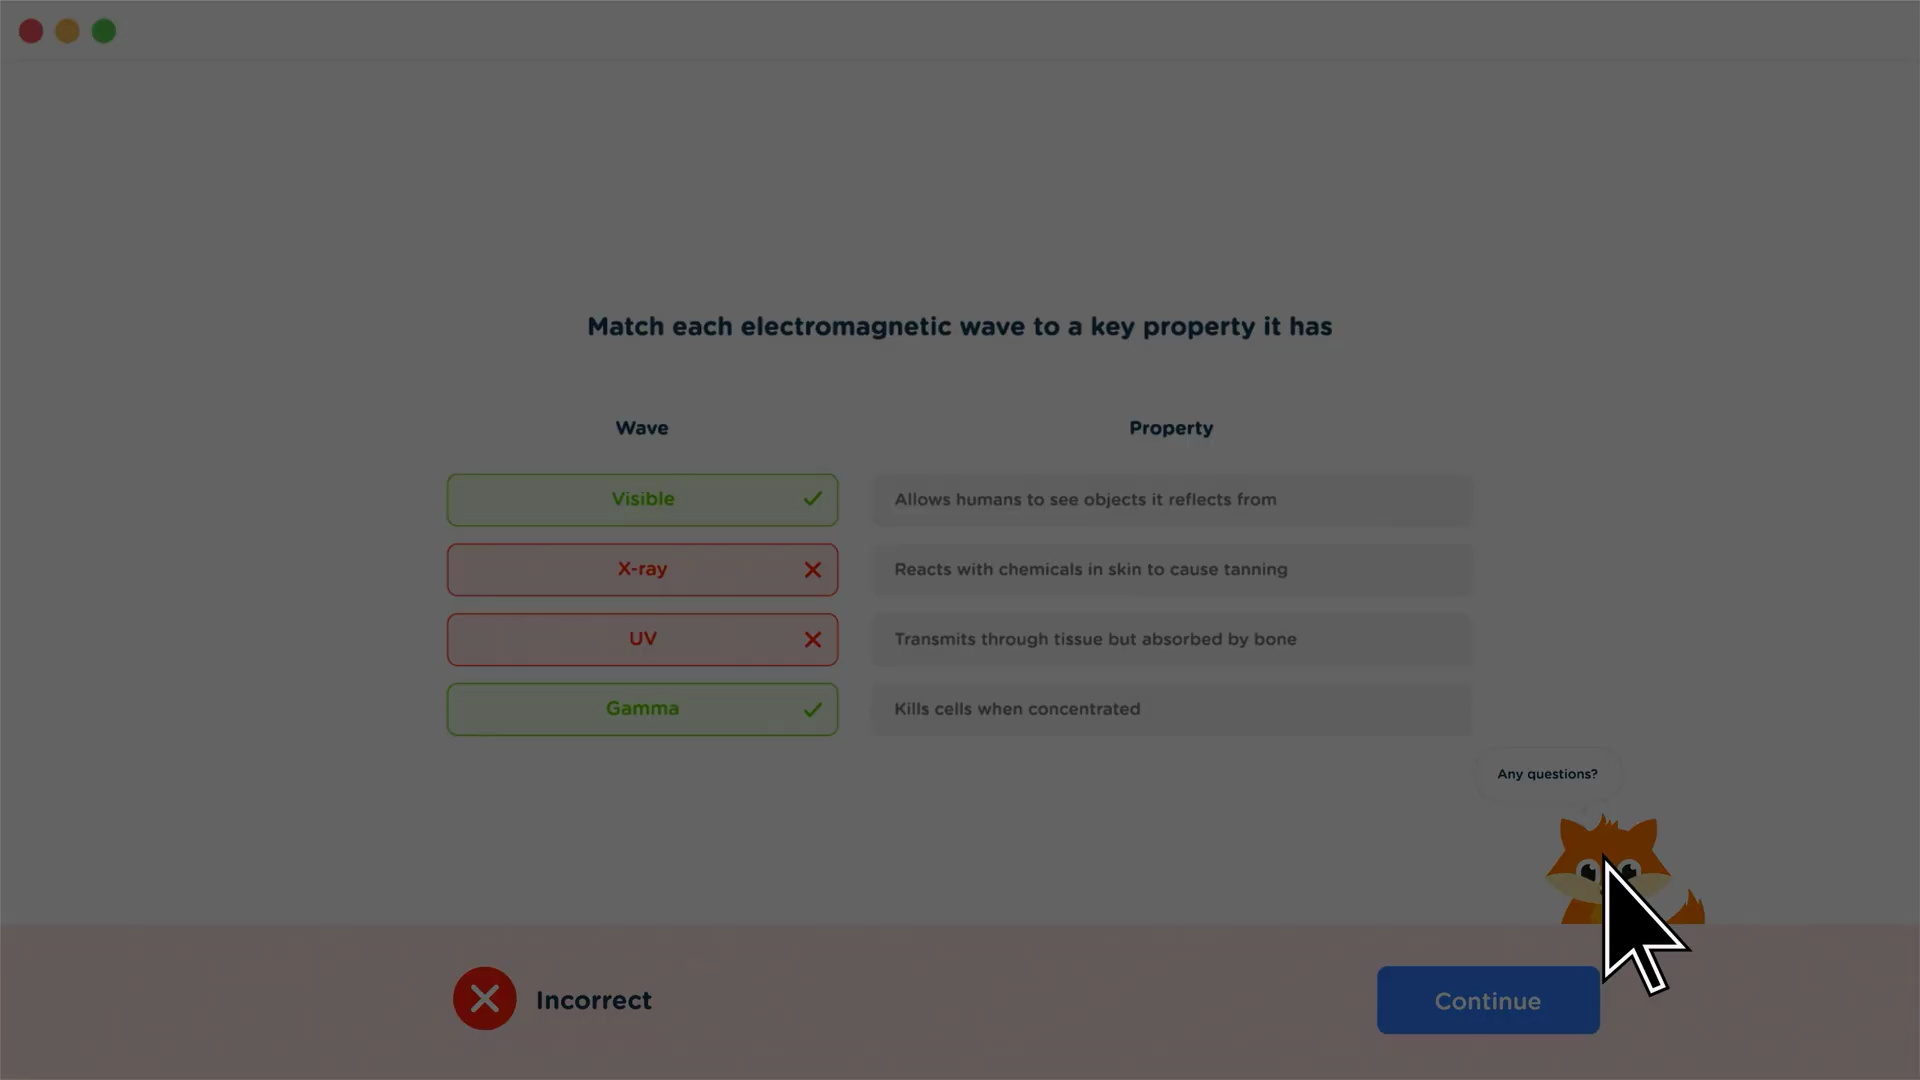 Match each electromagnetic wave to a key property it has
Wave
Property
Visible
Allows humans to see objects it reflects from
X-ray
Reacts with chemicals in skin to cause tanning
UV
Transmits through tissue but absorbed by bone
Gamma
Kills cells when concentrated
Any questions?
Incorrect
Continue